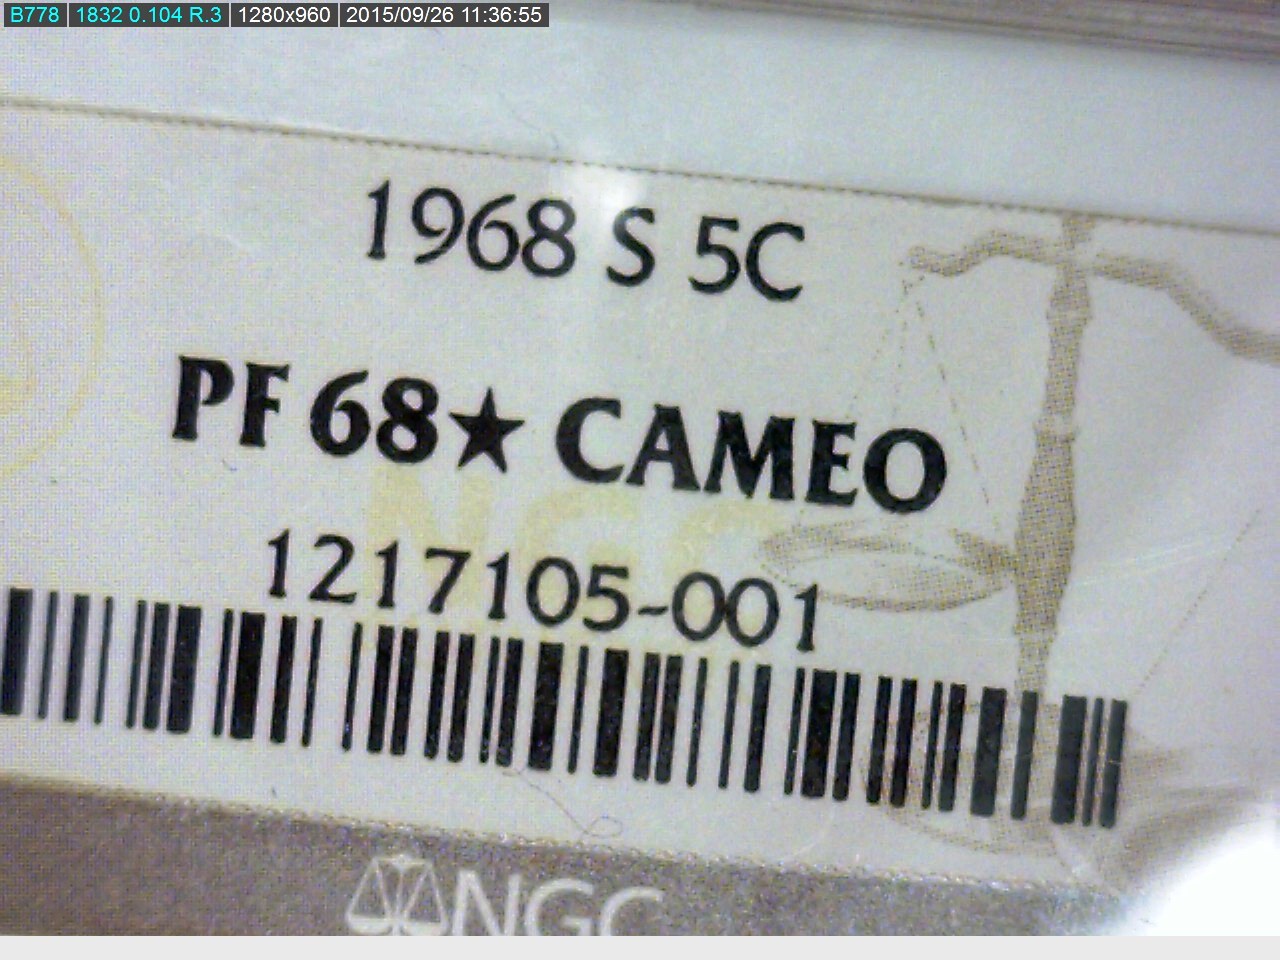 B778 1832 0.104 R.3 1280x960 2015/09/26 11:36:55
1968 S 5C
PF 68★ CAMEO
NGC
1217105-001
NGC